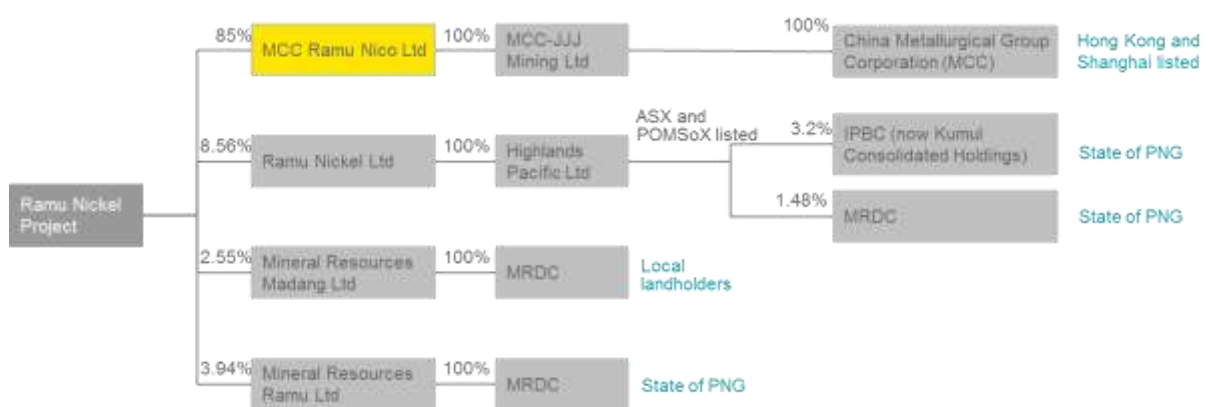 85%
MCC Ramu Nico Ltd
100%
MCC-JJJ
Mining Ltd
100%
China Metallurgical Group
Corporation (MCC)
Hong Kong and
Shanghai listed
8.56%
Ramu Nickel Ltd
100%
Highlands
Pacific Ltd
ASX and
POMSoX listed
3.2%
IPBC (now Kumul
Consolidated Holdings)
State of PNG
1.48%
MRDC
State of PNG
Ramu Nickel
Project
2.55%
Mineral Resources
Madang Ltd
100%
MRDC
Local
landholders
3.94%
Mineral Resources
Ramu Ltd
100%
MRDC
State of PNG